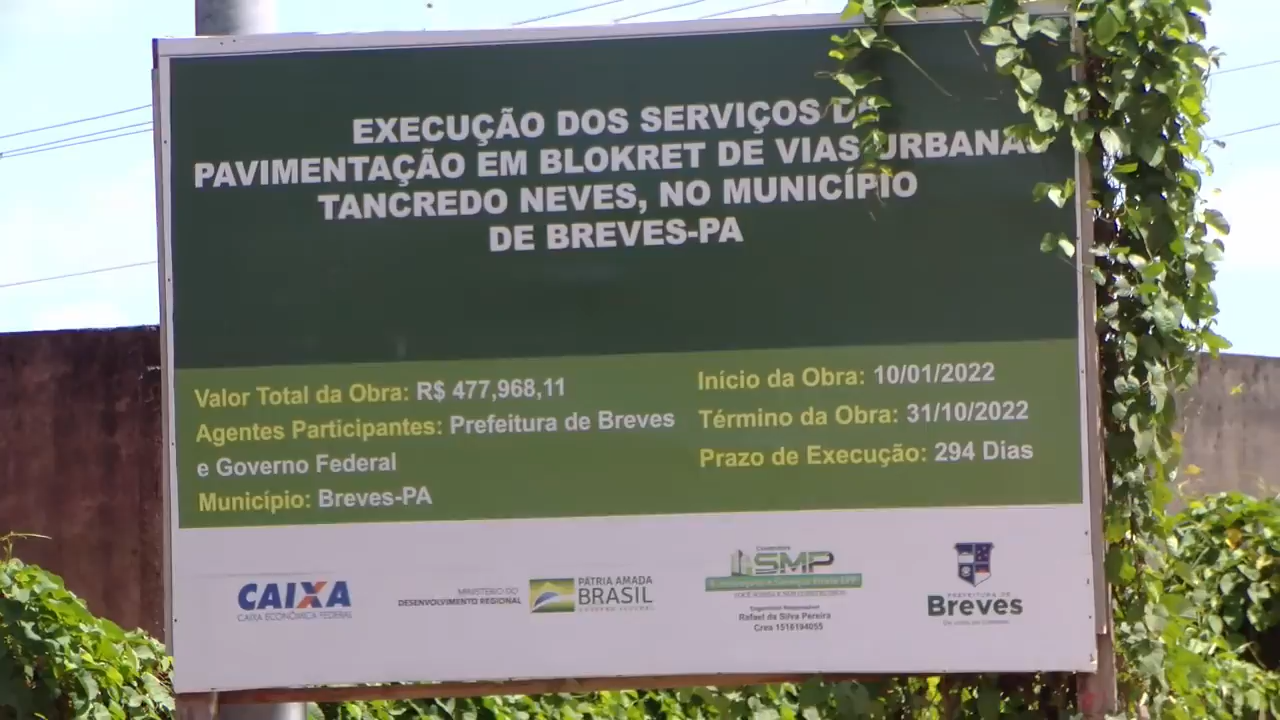 EXECUÇÃO DOS SERVIÇOS
PAVIMENTAÇÃO EM BLOKRET DE VIAS URBANAS
TANCREDO NEVES, NO MUNICÍPIO
DE BREVES-PA
Valor Total da Obra: R$ 477,968,11
Agentes Participantes: Prefeitura de Breves
e Governo Federal
Município: Breves-PA
Início da Obra: 10/01/2022
Término da Obra: 31/10/2022
Prazo de Execução: 294 Dias
CAIXA
CAIXA ECONÔMICA FEDERAL
MINISTÉRIO DO
DESENVOLVIMENTO REGIONAL
PÁTRIA AMADA
BRASIL
GOVERNO FEDERAL
Construtora
SMP
Engenheiro Responsável
Rafael da Silva Pereira
Crea 1516194055
PREFEITURA DE
Breves